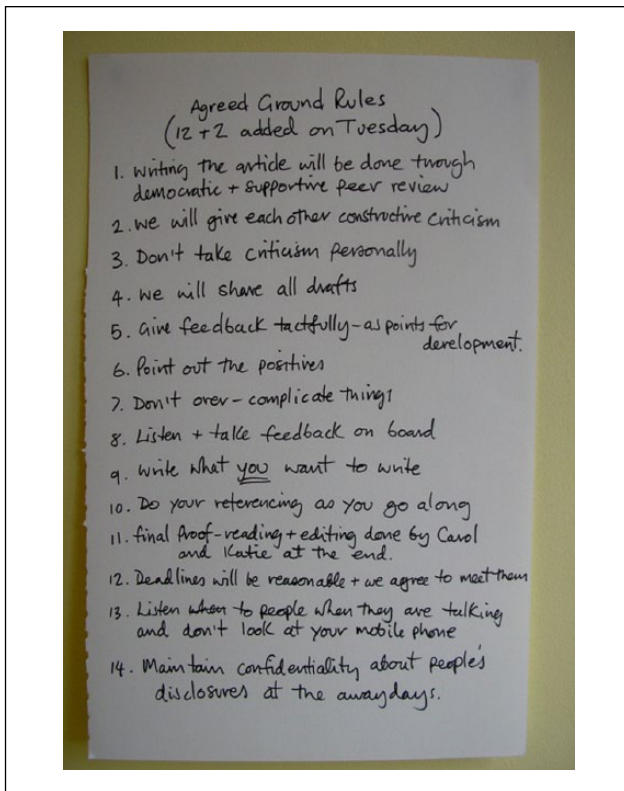 Agreed Ground Rules
(12 + 2 added on Tuesday)
1. Writing the article will be done trough
democratic + supportive peer review
2. We will give each other constructive criticism
3. Don't take criticism personally
4. We will share all drafts
5. Give feedback tactfully - as points for
development.
6. Point out the positives
7. Don't over-complicate things
8. Listen + take feedback on board
9. Write what you want to write
10. Do your referencing as you go along
11. final proof-reading + editing done by Carol
and Katie at the end.
12. Deadlines will be reasonable + we agree to meet them
13. Listen when to people when they are talking
and don't look at your mobile phone
14. Maintain confidentiality about people's
disclosures at the awaydays.